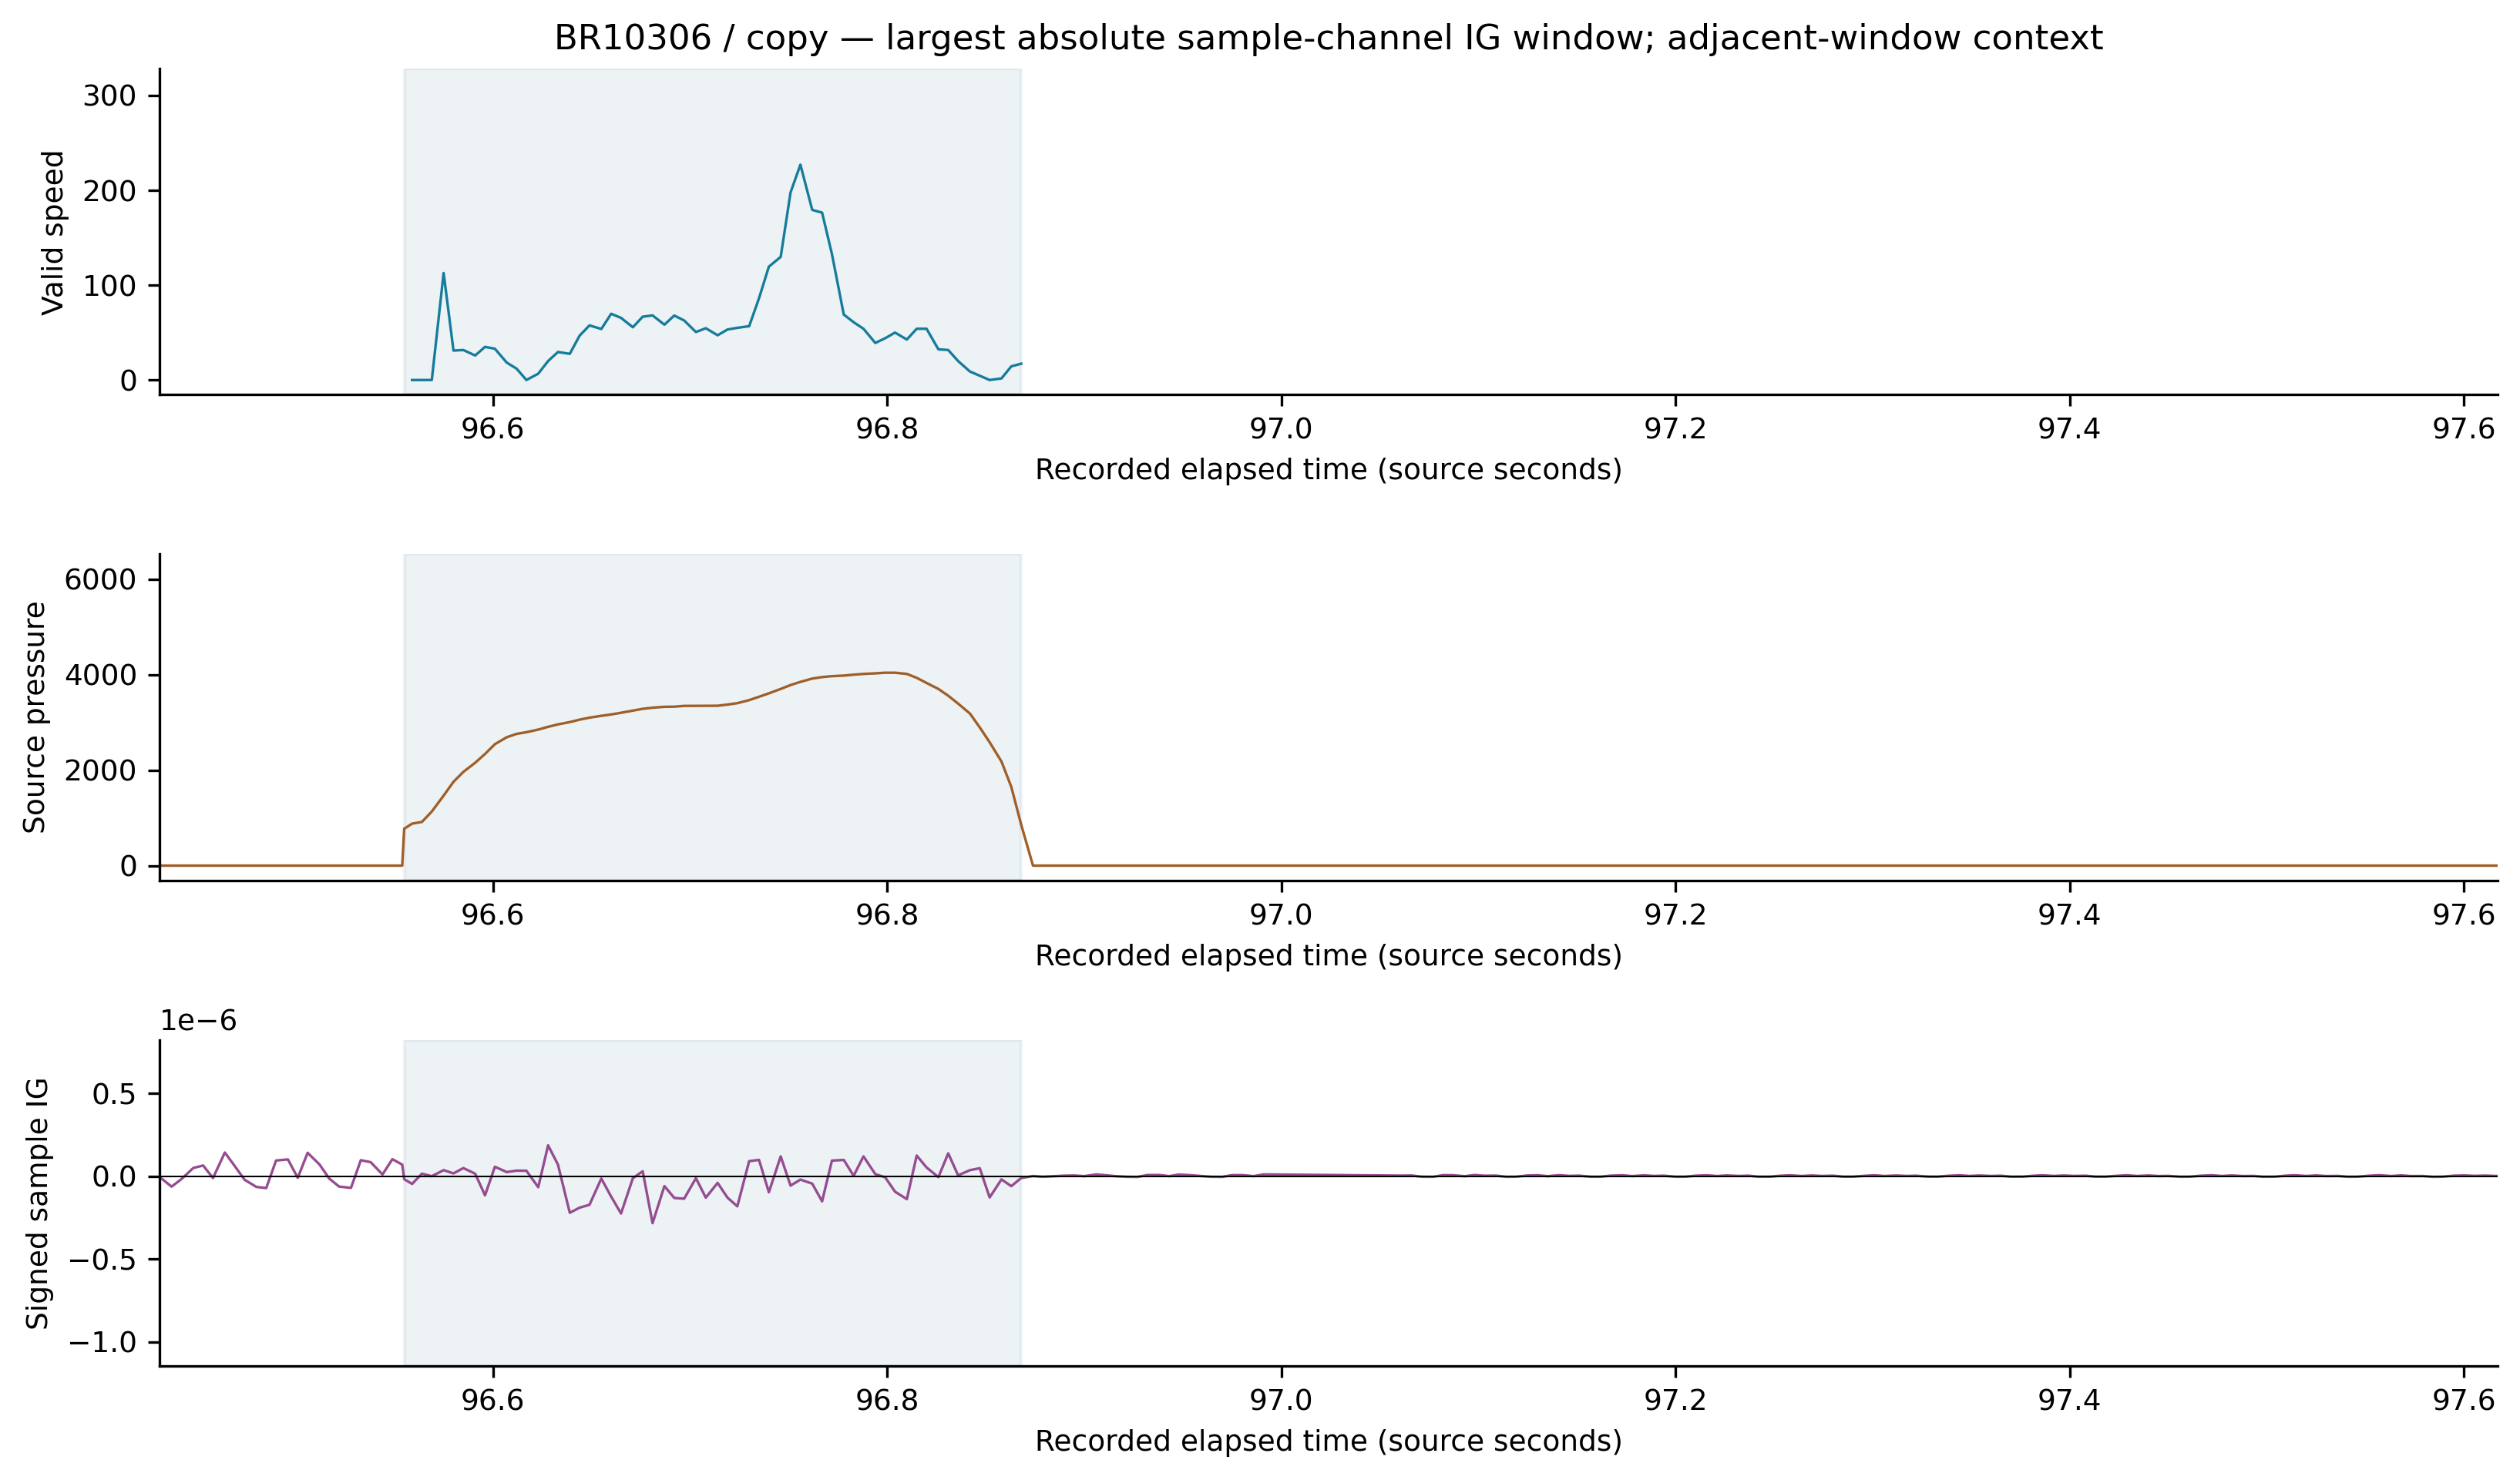 BR10306 / copy — largest absolute sample-channel IG window; adjacent-window context
Valid speed
300
200
100
0
96.6 96.8 97.0 97.2 97.4 97.6
Recorded elapsed time (source seconds)
Source pressure
6000
4000
2000
0
96.6 96.8 97.0 97.2 97.4 97.6
Recorded elapsed time (source seconds)
1e−6
Signed sample IG
0.5
0.0
−0.5
−1.0
96.6 96.8 97.0 97.2 97.4 97.6
Recorded elapsed time (source seconds)